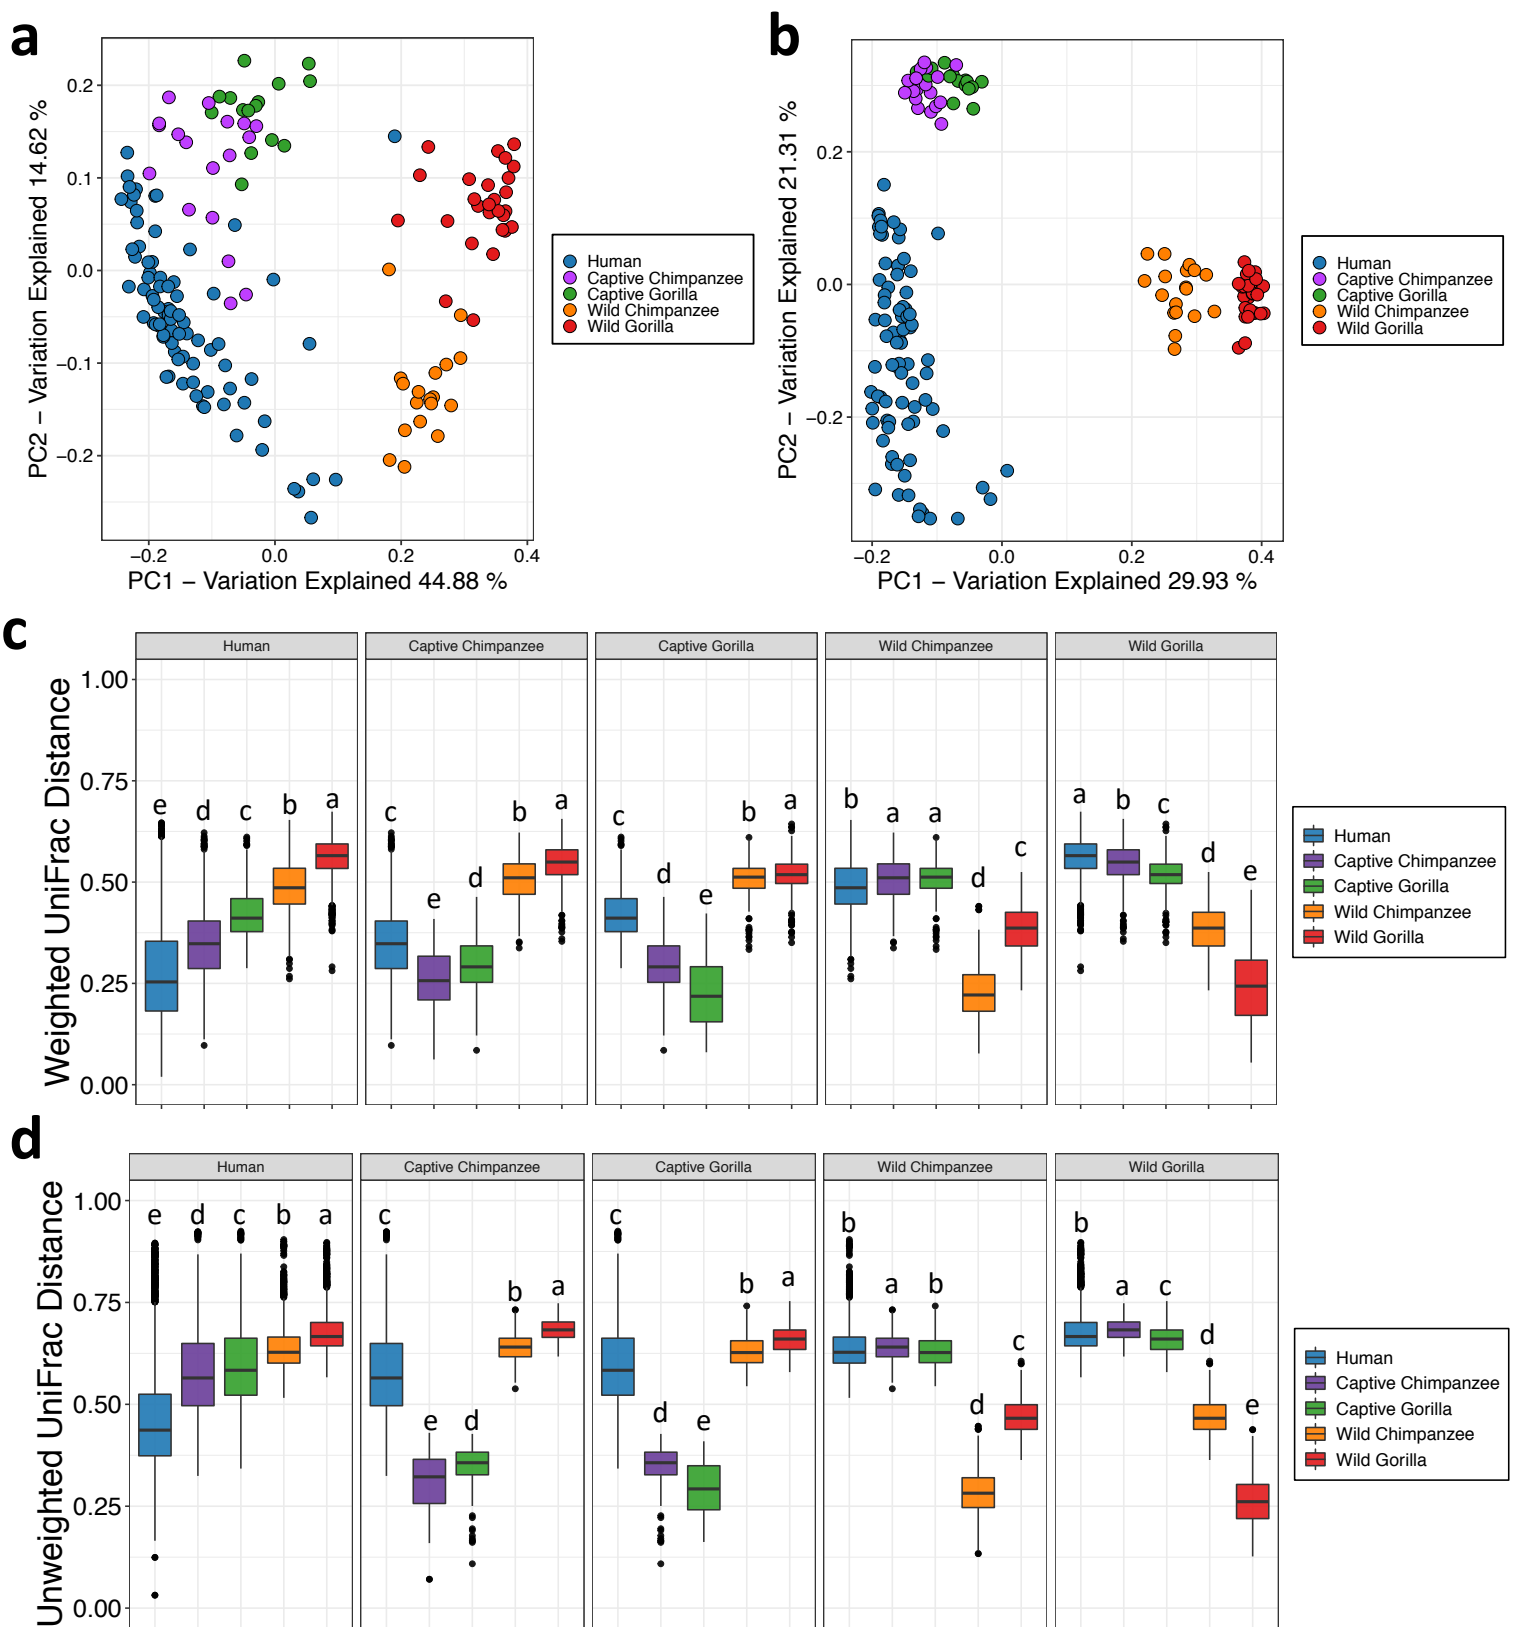 a
b
0.2
0.1
0.0
−0.1
−0.2
PC2 − Variation Explained 14.62 %
−0.2
0.0
0.2
0.4
PC1 − Variation Explained 44.88 %
Human
Captive Chimpanzee
Captive Gorilla
Wild Chimpanzee
Wild Gorilla
0.2
0.0
−0.2
PC2 − Variation Explained 21.31 %
−0.2
0.0
0.2
0.4
PC1 − Variation Explained 29.93 %
Human
Captive Chimpanzee
Captive Gorilla
Wild Chimpanzee
Wild Gorilla
c
Human
Captive Chimpanzee
Captive Gorilla
Wild Chimpanzee
Wild Gorilla
Weighted UniFrac Distance
1.00
0.75
0.50
0.25
0.00
e d c b a
c e d b a
c d e b a
b a a d c
a b c d e
Human
Captive Chimpanzee
Captive Gorilla
Wild Chimpanzee
Wild Gorilla
d
Human
Captive Chimpanzee
Captive Gorilla
Wild Chimpanzee
Wild Gorilla
Unweighted UniFrac Distance
1.00
0.75
0.50
0.25
0.00
e d c b a
c e d b a
c d e b a
b a b d c
b a c d e
Human
Captive Chimpanzee
Captive Gorilla
Wild Chimpanzee
Wild Gorilla